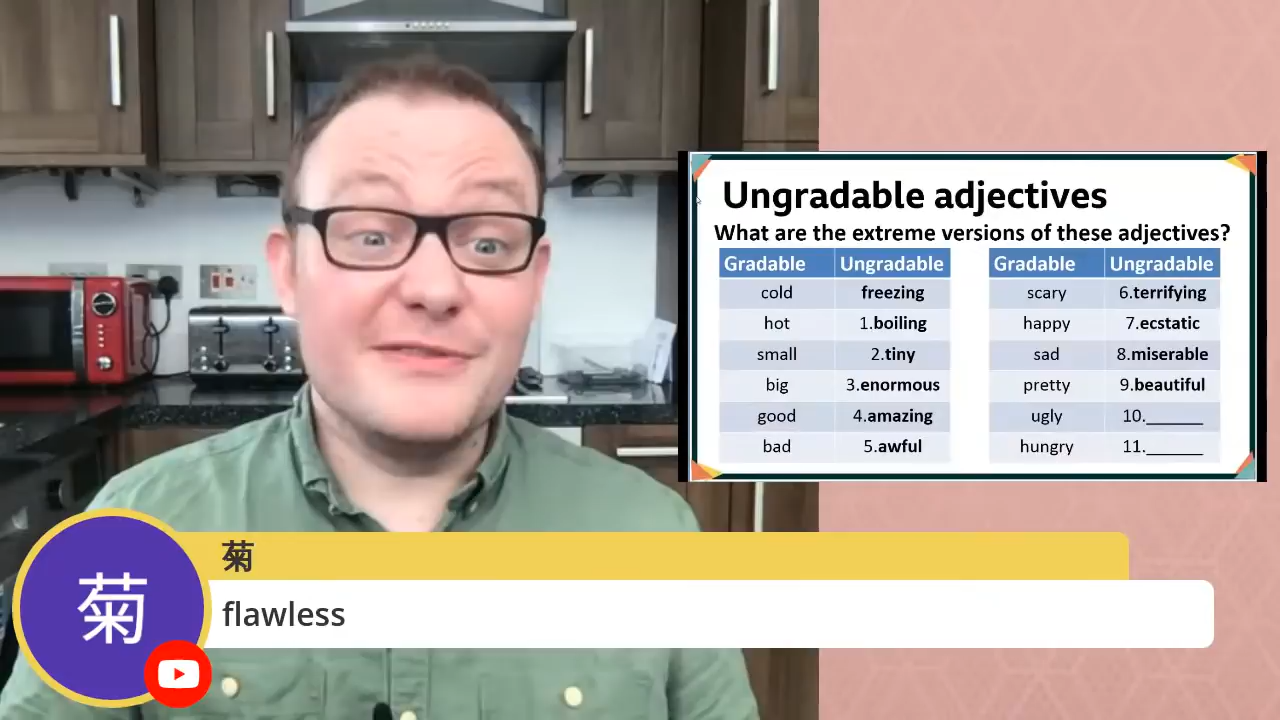 Ungradable adjectives
What are the extreme versions of these adjectives?
Gradable Ungradable Gradable Ungradable
cold freezing scary 6.terrifying
hot 1.boiling happy 7.ecstatic
small 2.tiny sad 8.miserable
big 3.enormous pretty 9.beautiful
good 4.amazing ugly 10.______
bad 5.awful hungry 11.______
菊
菊
flawless